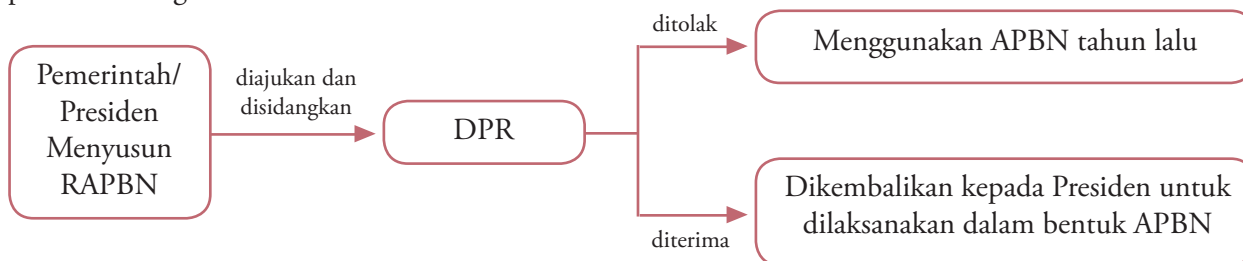 Pemerintah/
Presiden
Menyusun
RAPBN
diajukan dan
disidangkan
DPR
ditolak
Menggunakan APBN tahun lalu
diterima
Dikembalikan kepada Presiden untuk
dilaksanakan dalam bentuk APBN